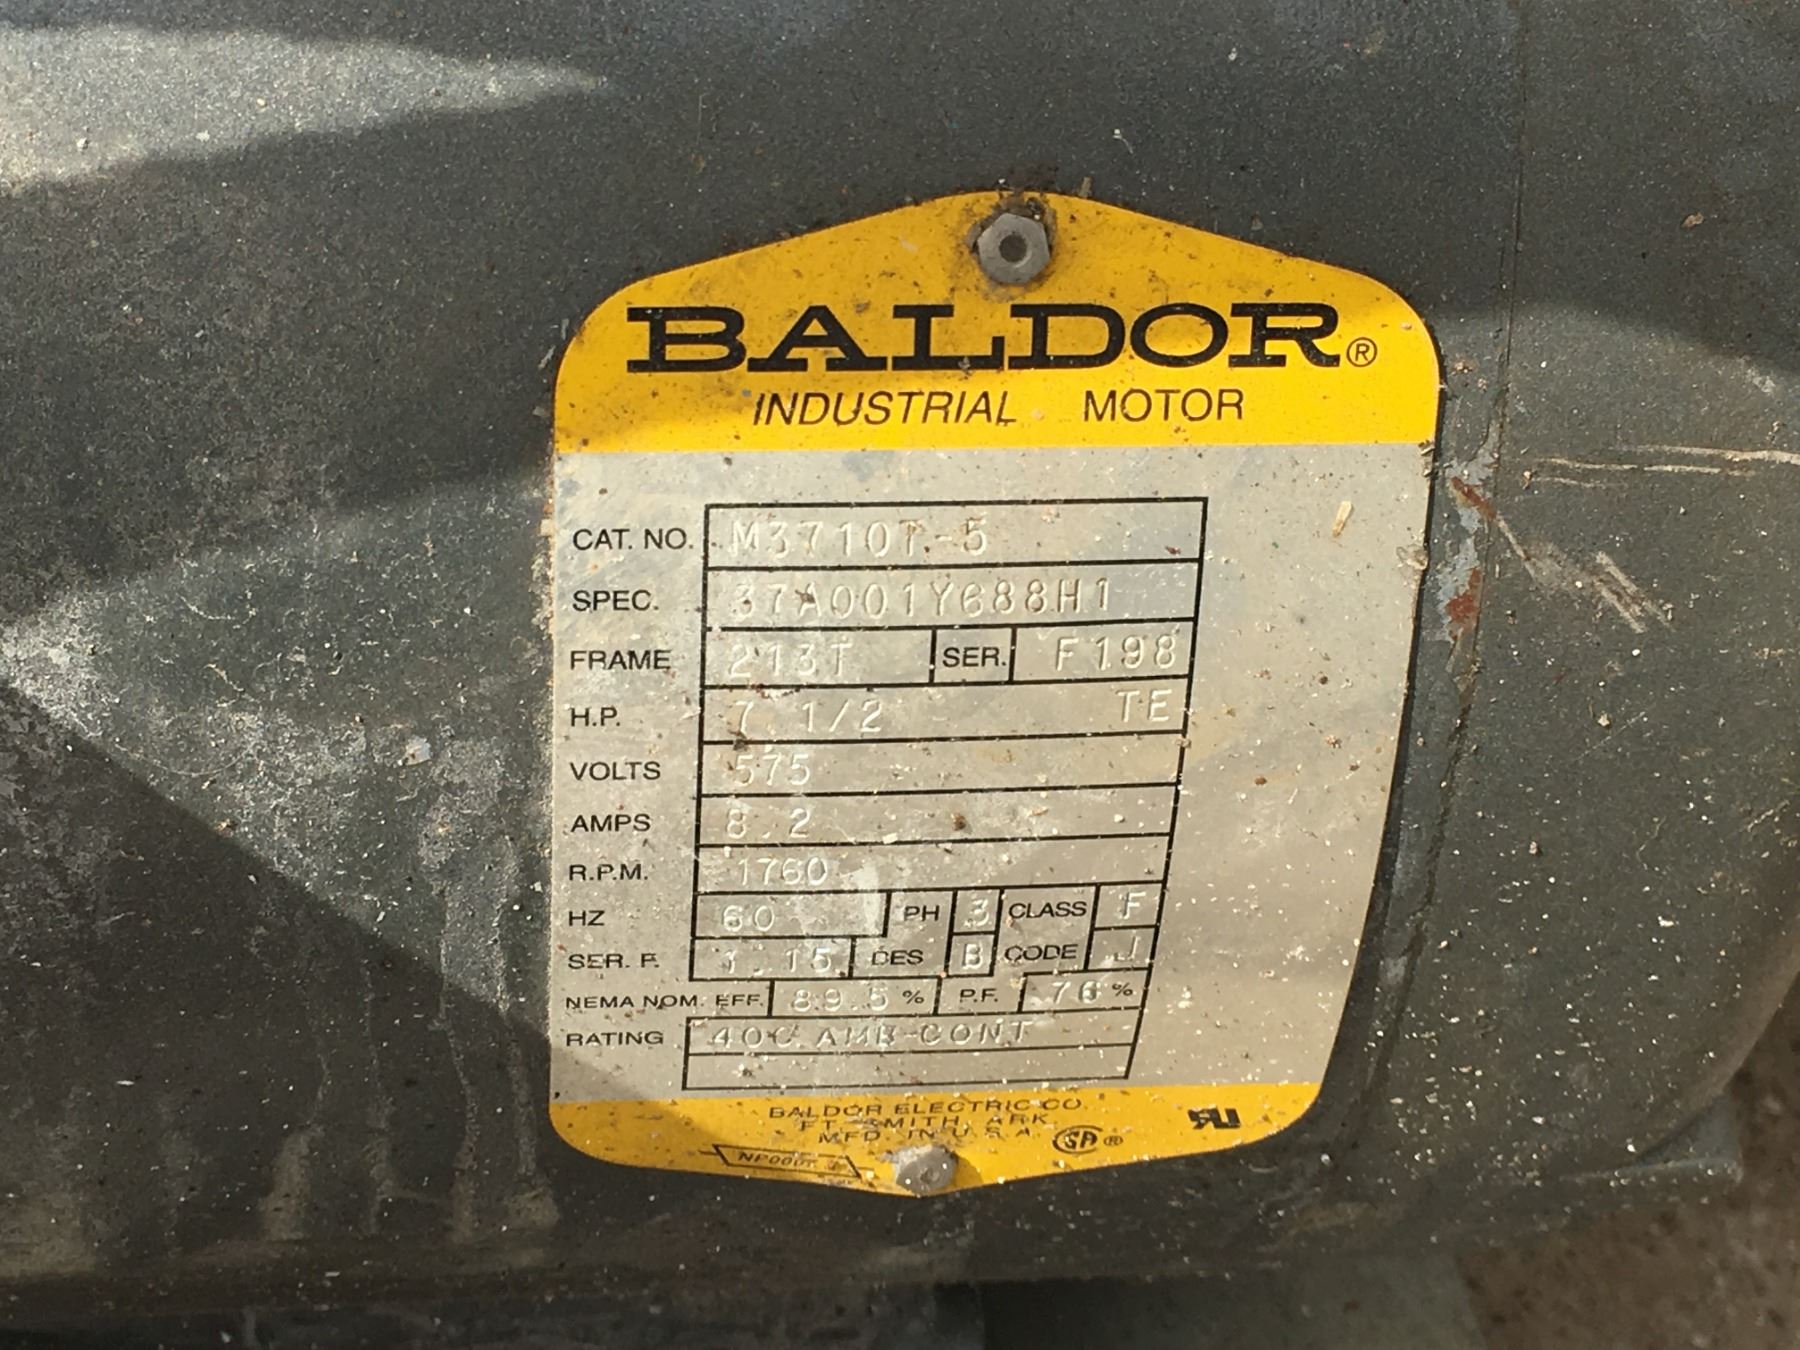 BALDOR®
INDUSTRIAL MOTOR
CAT. NO. M3710T-5
SPEC. 37A001Y688H1
FRAME 213T SER. F198
H.P. 7 1/2 TE
VOLTS 575
AMPS 8.2
R.P.M. 1760
HZ 60 PH 3 CLASS F
SER. F. 1.15 DES B CODE J
NEMA NOM. EFF. 89.5 % P.F. 76 %
RATING 40C AMB-CONT
BALDOR ELECTRIC CO.
FT. SMITH, ARK.
MFD. IN U.S.A.